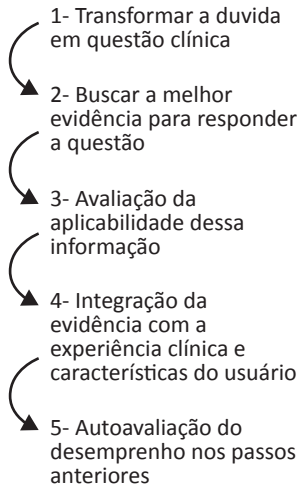 1- Transformar a duvida
em questão clínica
2- Buscar a melhor
evidência para responder
a questão
3- Avaliação da
aplicabilidade dessa
informação
4- Integração da
evidência com a
experiência clínica e
características do usuário
5- Autoavaliação do
desemprenho nos passos
anteriores